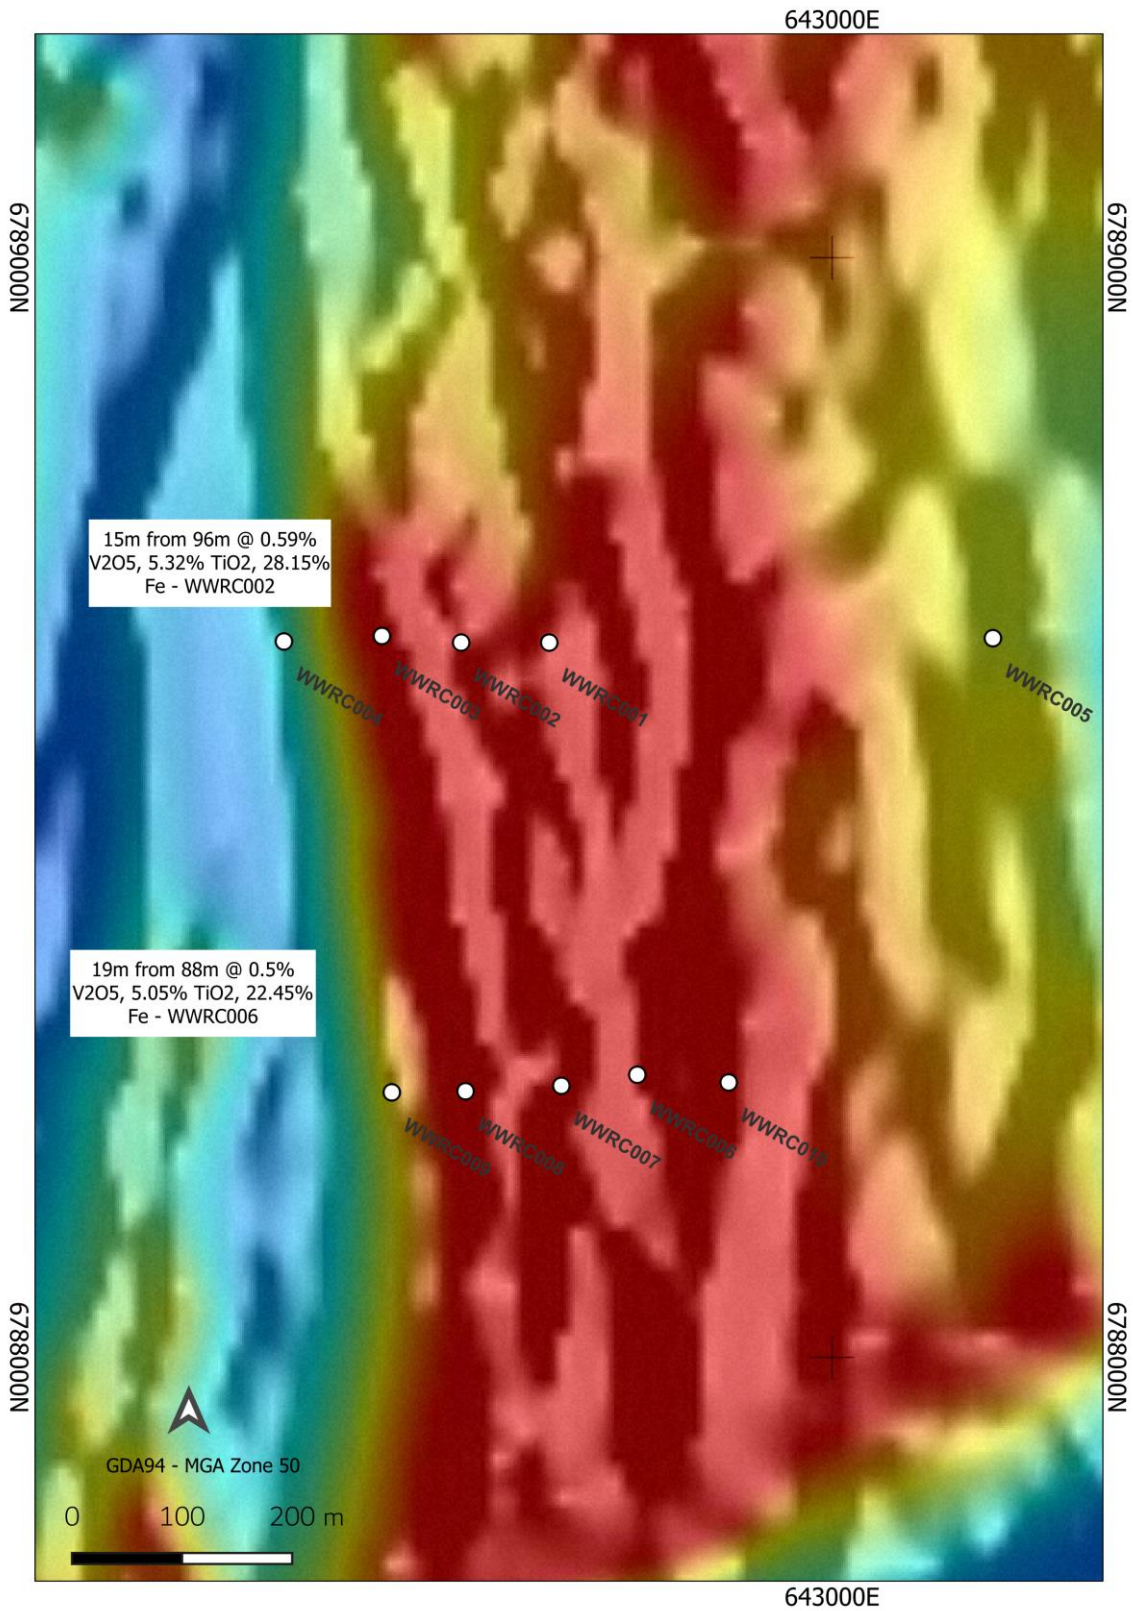 643000E
6789000N
6789000N
15m from 96m @ 0.59%
V2O5, 5.32% TiO2, 28.15%
Fe - WWRC002
WWRC004
WWRC003
WWRC002
WWRC001
WWRC005
19m from 88m @ 0.5%
V2O5, 5.05% TiO2, 22.45%
Fe - WWRC006
WWRC009
WWRC008
WWRC007
WWRC006
WWRC010
6788000N
6788000N
GDA94 - MGA Zone 50
0 100 200 m
643000E